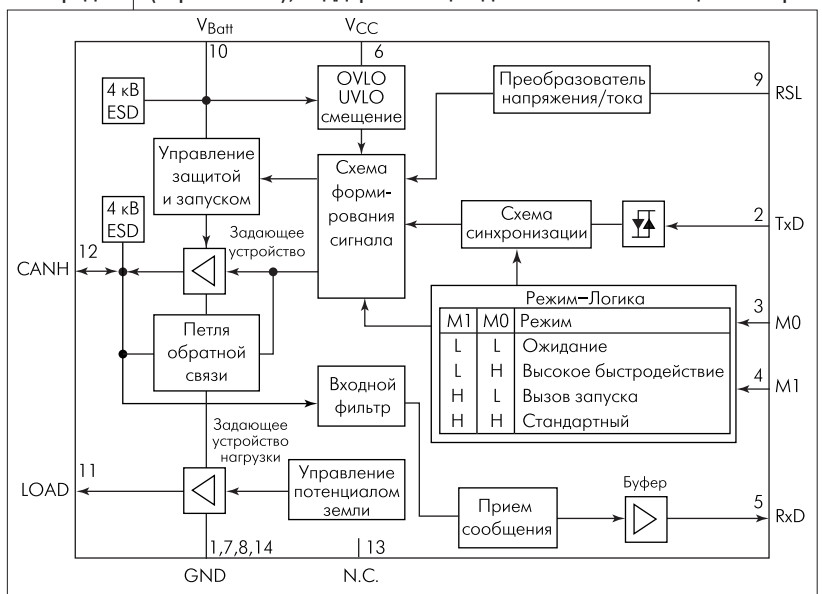 V_Batt
V_CC
10
6
4 кВ
ESD
OVLO
UVLO
смещение
Преобразователь
напряжения/тока
9
RSL
Управление
защитой
и запуском
Схема
форми-
рования
сигнала
4 кВ
ESD
Задающее
устройство
Схема
синхронизации
2
TxD
12
CANH
Режим–Логика
M1 M0 Режим
L L Ожидание
L H Высокое быстродействие
H L Вызов запуска
H H Стандартный
3
M0
4
M1
Петля
обратной
связи
Входной
фильтр
Задающее
устройство
нагрузки
11
LOAD
Управление
потенциалом
земли
Прием
сообщения
Буфер
5
RxD
1,7,8,14
13
GND
N.C.